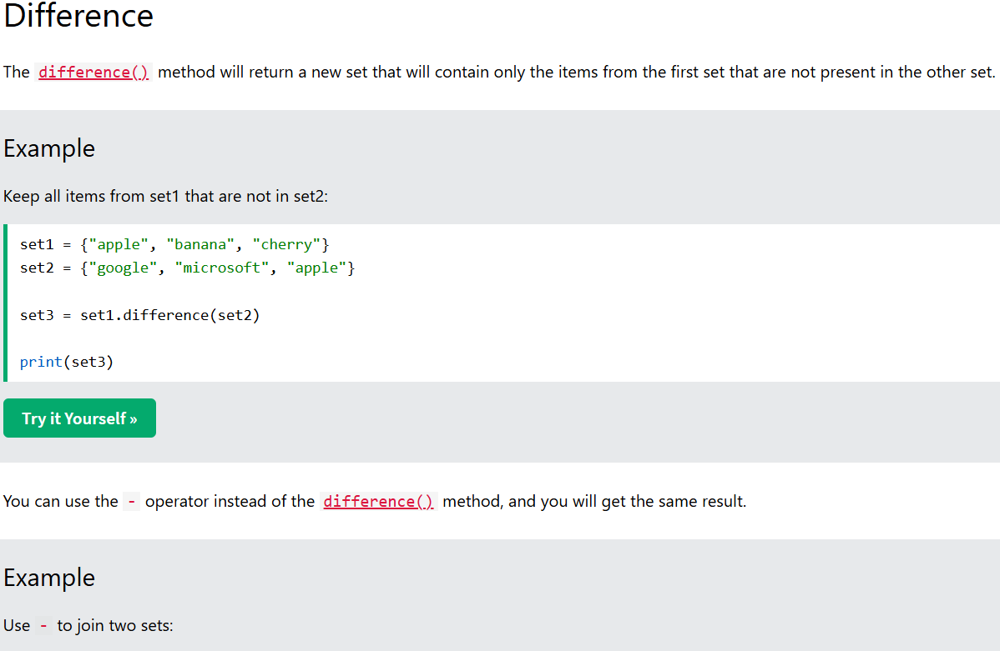 Difference
The difference() method will return a new set that will contain only the items from the first set that are not present in the other set.
Example
Keep all items from set1 that are not in set2:
set1 = {"apple", "banana", "cherry"}
set2 = {"google", "microsoft", "apple"}
set3 = set1.difference(set2)
print(set3)
Try it Yourself »
You can use the - operator instead of the difference() method, and you will get the same result.
Example
Use - to join two sets: